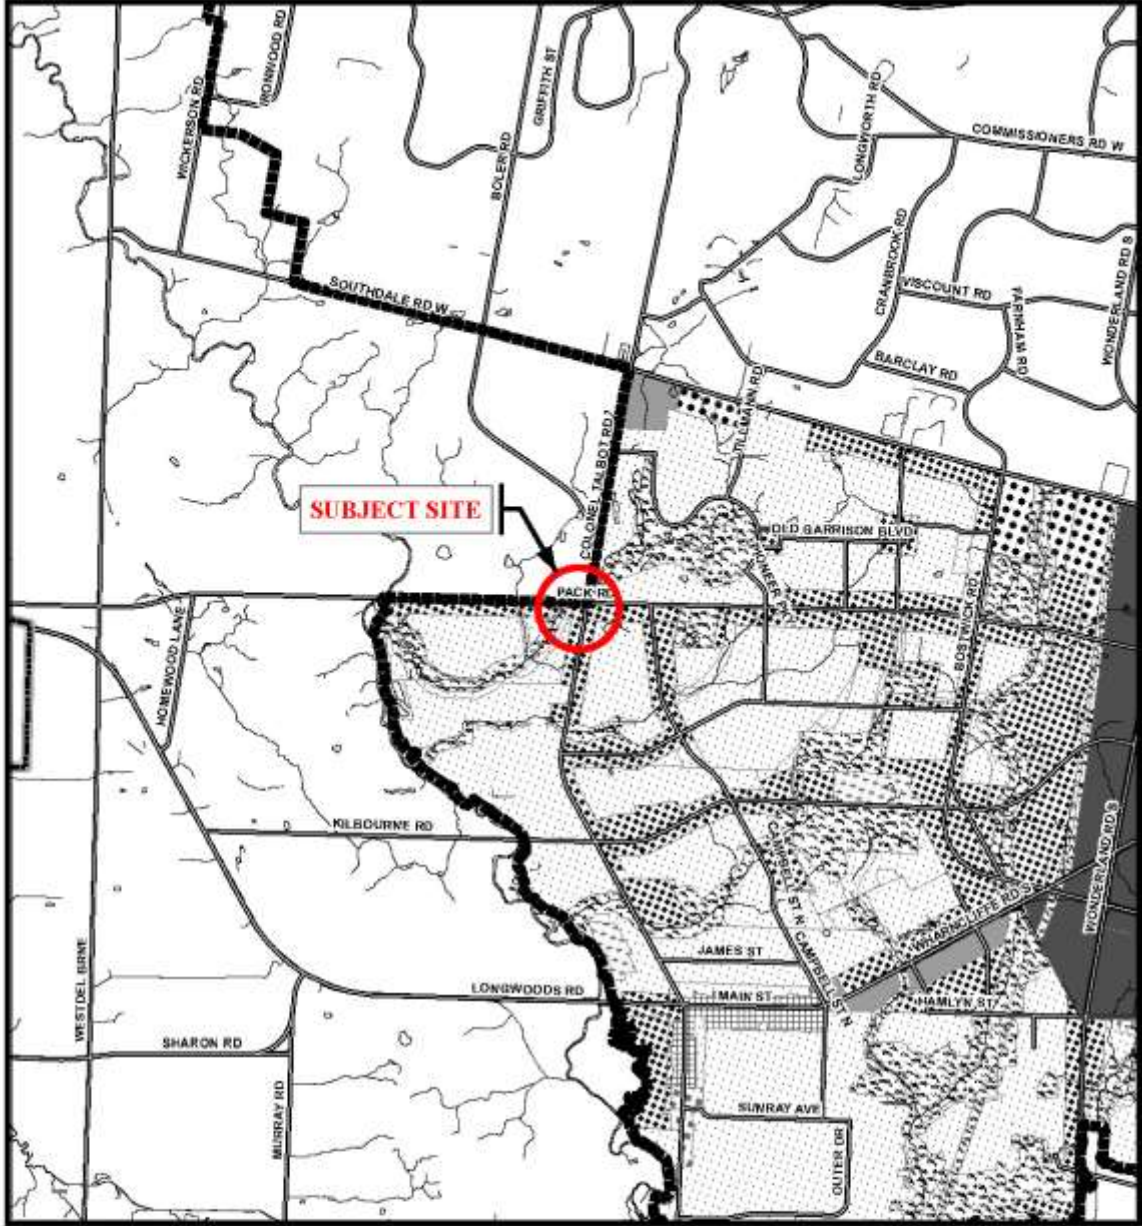 IRONWOOD RD
WICKERSON RD
GRIFFITH ST
BOLER RD
LONGWORTH RD
COMMISSIONERS RD W
CRANBROOK RD
VISCOUNT RD
FARNHAM RD
WONDERLAND RD S
SOUTHDALE RD W
BARCLAY RD
TILLMANN RD
COLONEL TALBOT RD
SUBJECT SITE
OLD GARRISON BLVD
PIONEER
PACK RD
BOSTWICK RD
HOMEWOOD LANE
KILBOURNE RD
CAMPBELL ST N
CAMPBELL ST N
WHARNCLIFFE RD S
WONDERLAND RD S
JAMES ST
WESTDEL BRNE
LONGWOODS RD
MAIN ST
HAMLYN ST
SHARON RD
MURRAY RD
SUNRAY AVE
OUTER DR